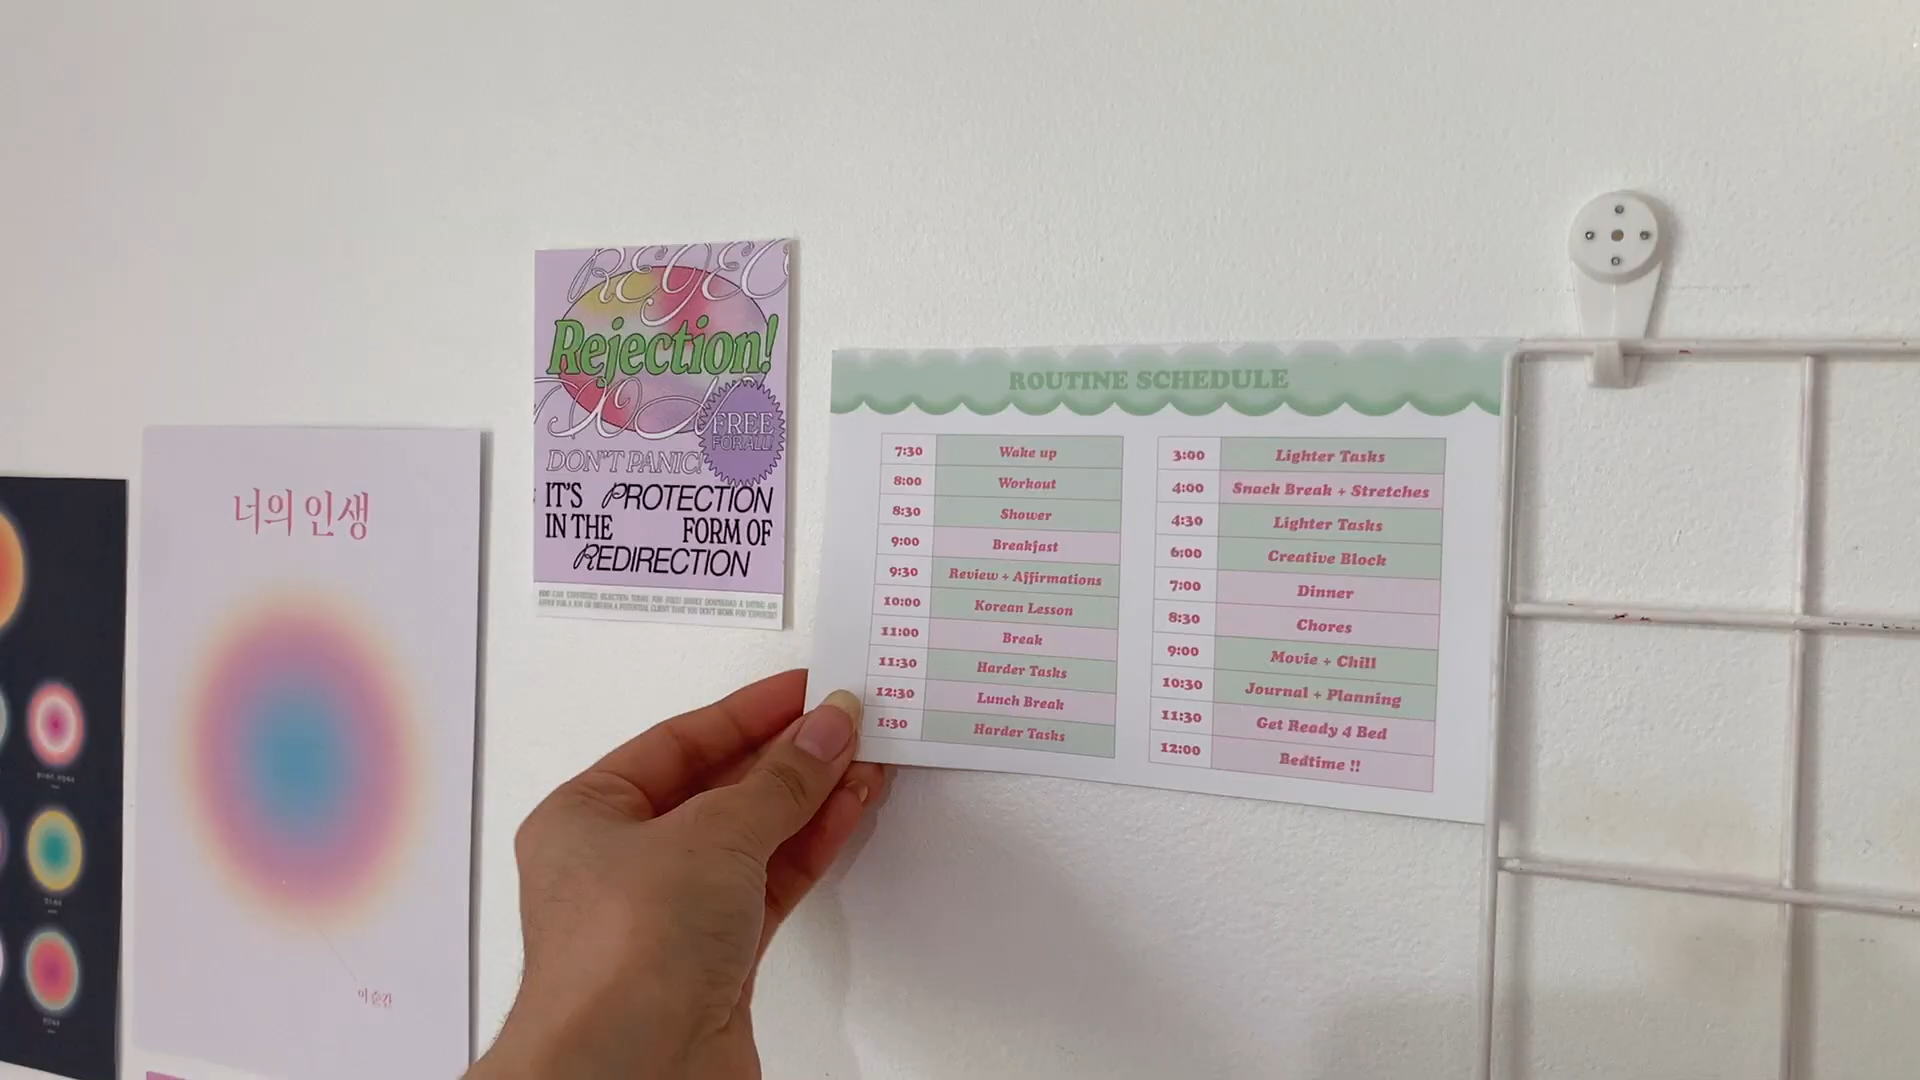 너의 인생
이 순간
REJEC
Rejection!
FREE
FOR ALL!
DON'T PANIC!
IT'S PROTECTION
IN THE FORM OF
REDIRECTION
ROUTINE SCHEDULE
7:30 Wake up
8:00 Workout
8:30 Shower
9:00 Breakfast
9:30 Review + Affirmations
10:00 Korean Lesson
11:00 Break
11:30 Harder Tasks
12:30 Lunch Break
1:30 Harder Tasks
3:00 Lighter Tasks
4:00 Snack Break + Stretches
4:30 Lighter Tasks
6:00 Creative Block
7:00 Dinner
8:30 Chores
9:00 Movie + Chill
10:30 Journal + Planning
11:30 Get Ready 4 Bed
12:00 Bedtime !!